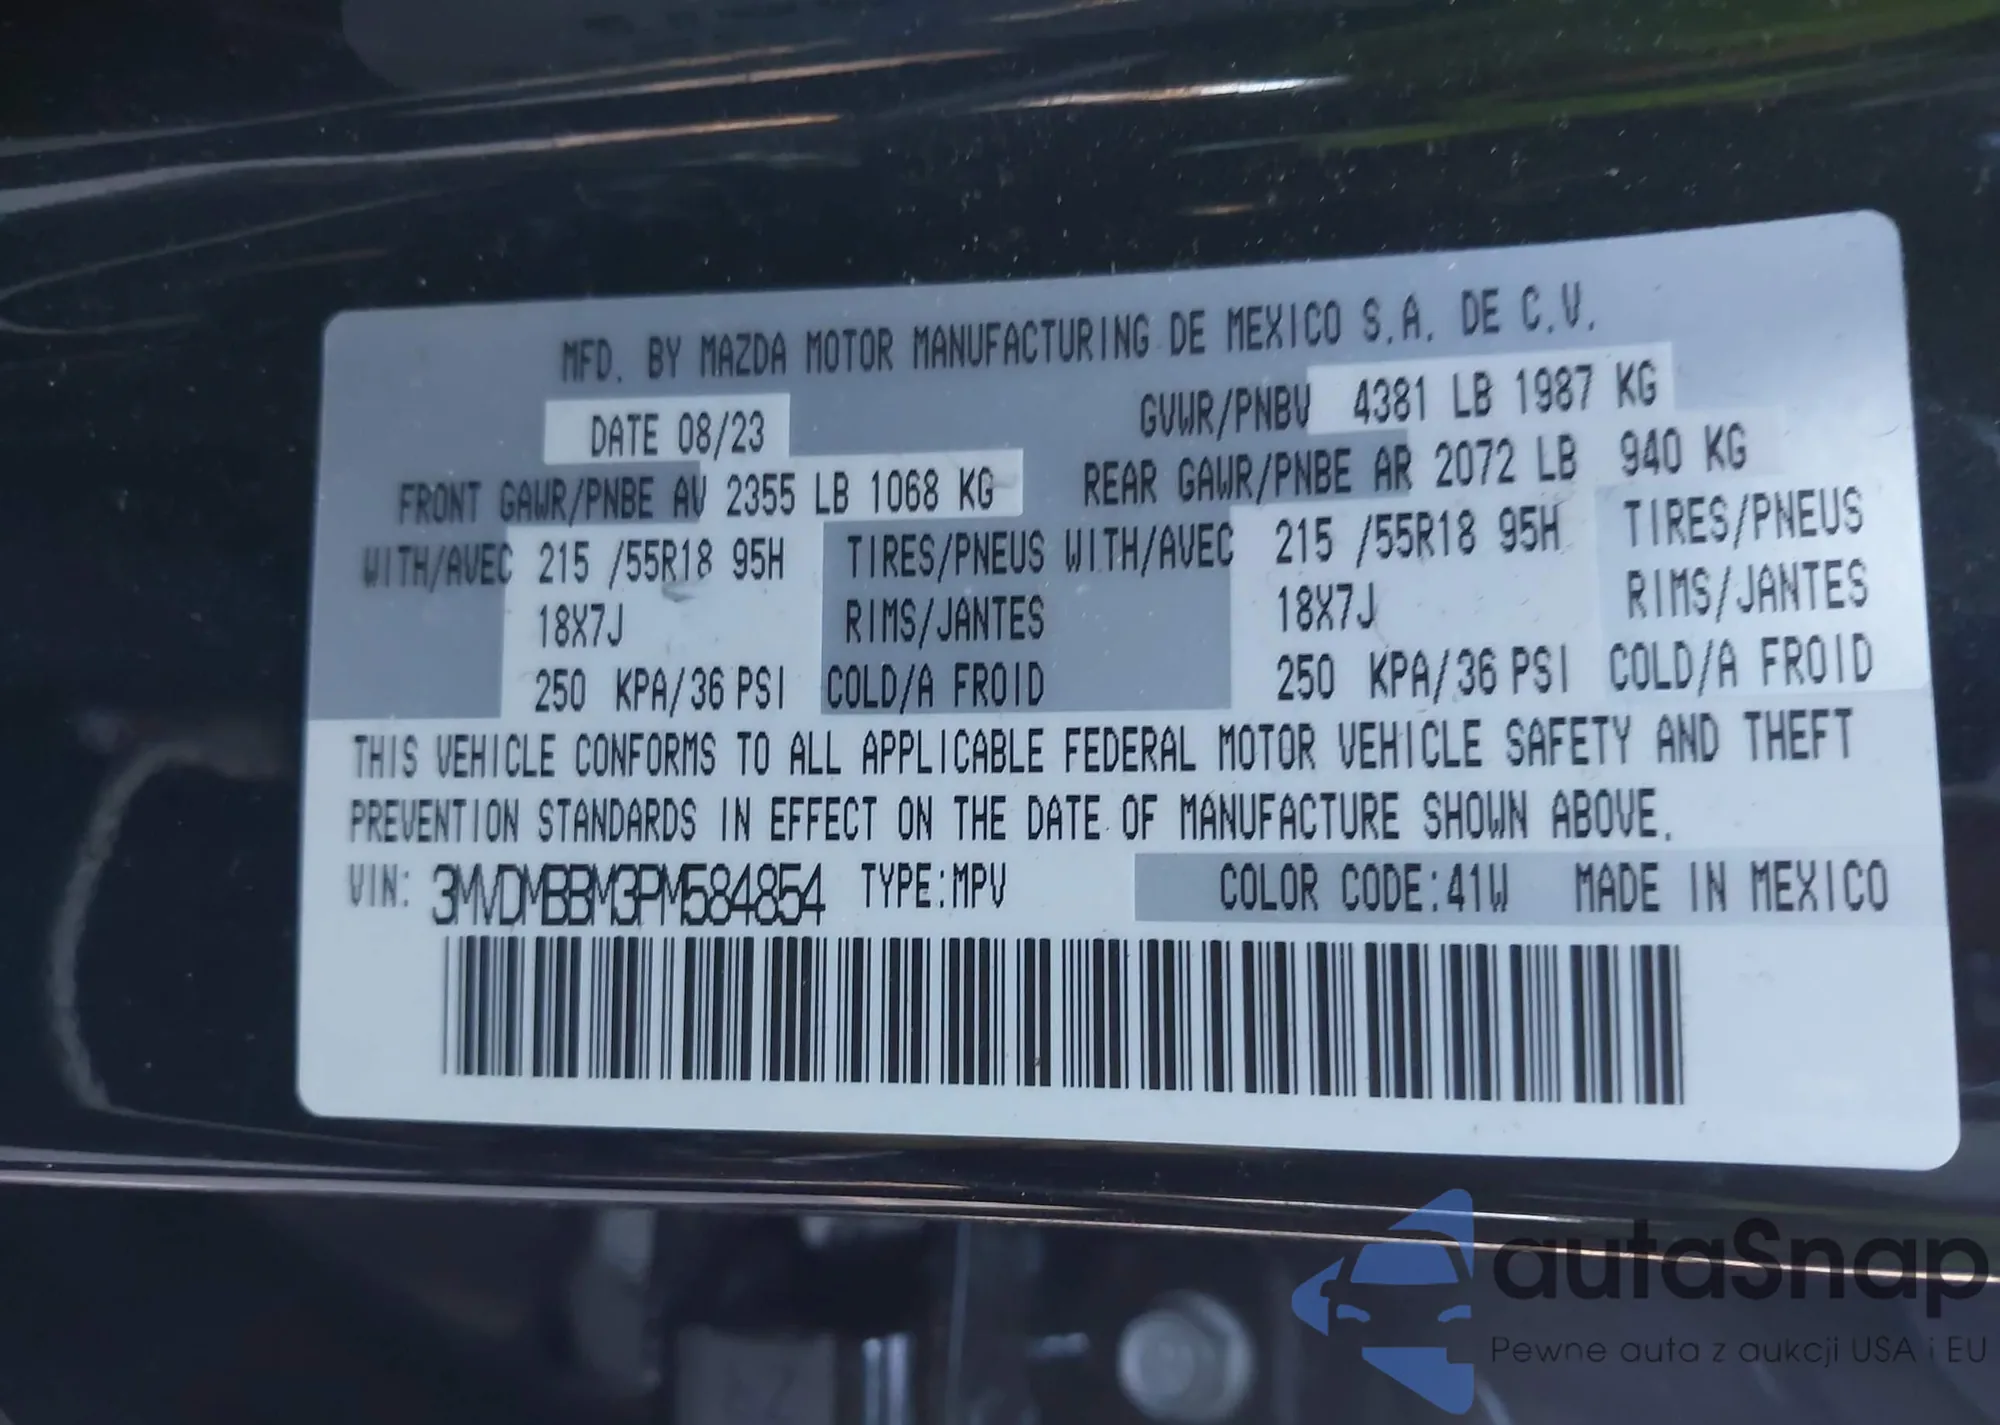 MFD. BY MAZDA MOTOR MANUFACTURING DE MEXICO S.A. DE C.V.
DATE 08/23 GVWR/PNBV 4381 LB 1987 KG
FRONT GAWR/PNBE AV 2355 LB 1068 KG REAR GAWR/PNBE AR 2072 LB 940 KG
WITH/AVEC 215 /55R18 95H TIRES/PNEUS WITH/AVEC 215 /55R18 95H TIRES/PNEUS
18X7J RIMS/JANTES 18X7J RIMS/JANTES
250 KPA/36 PSI COLD/A FROID 250 KPA/36 PSI COLD/A FROID
THIS VEHICLE CONFORMS TO ALL APPLICABLE FEDERAL MOTOR VEHICLE SAFETY AND THEFT
PREVENTION STANDARDS IN EFFECT ON THE DATE OF MANUFACTURE SHOWN ABOVE.
VIN: 3MVDMBBM3PM584854 TYPE:MPV COLOR CODE:41W MADE IN MEXICO
autaSnap
Pewne auta z aukcji USA i EU